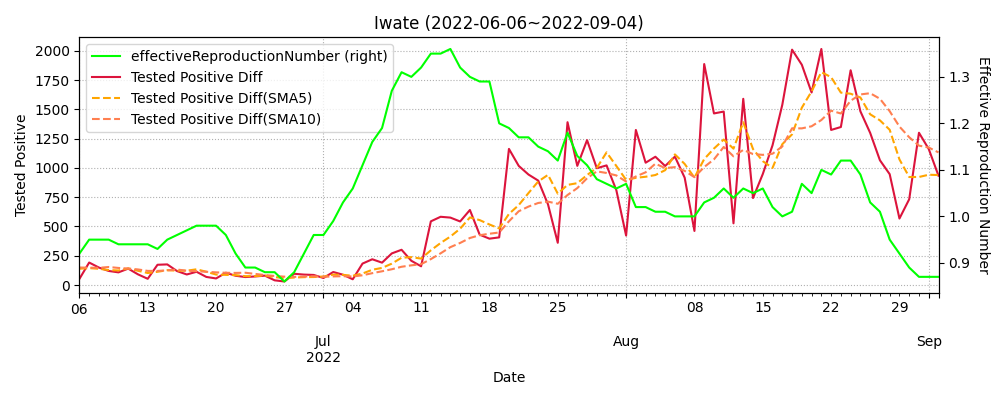 Iwate (2022-06-06~2022-09-04)
effectiveReproductionNumber (right)
Tested Positive Diff
Tested Positive Diff(SMA5)
Tested Positive Diff(SMA10)
Tested Positive
2000
1750
1500
1250
1000
750
500
250
0
Effective Reproduction Number
1.3
1.2
1.1
1.0
0.9
06 13 20 27 04 11 18 25 08 15 22 29
Jul Aug Sep
2022
Date